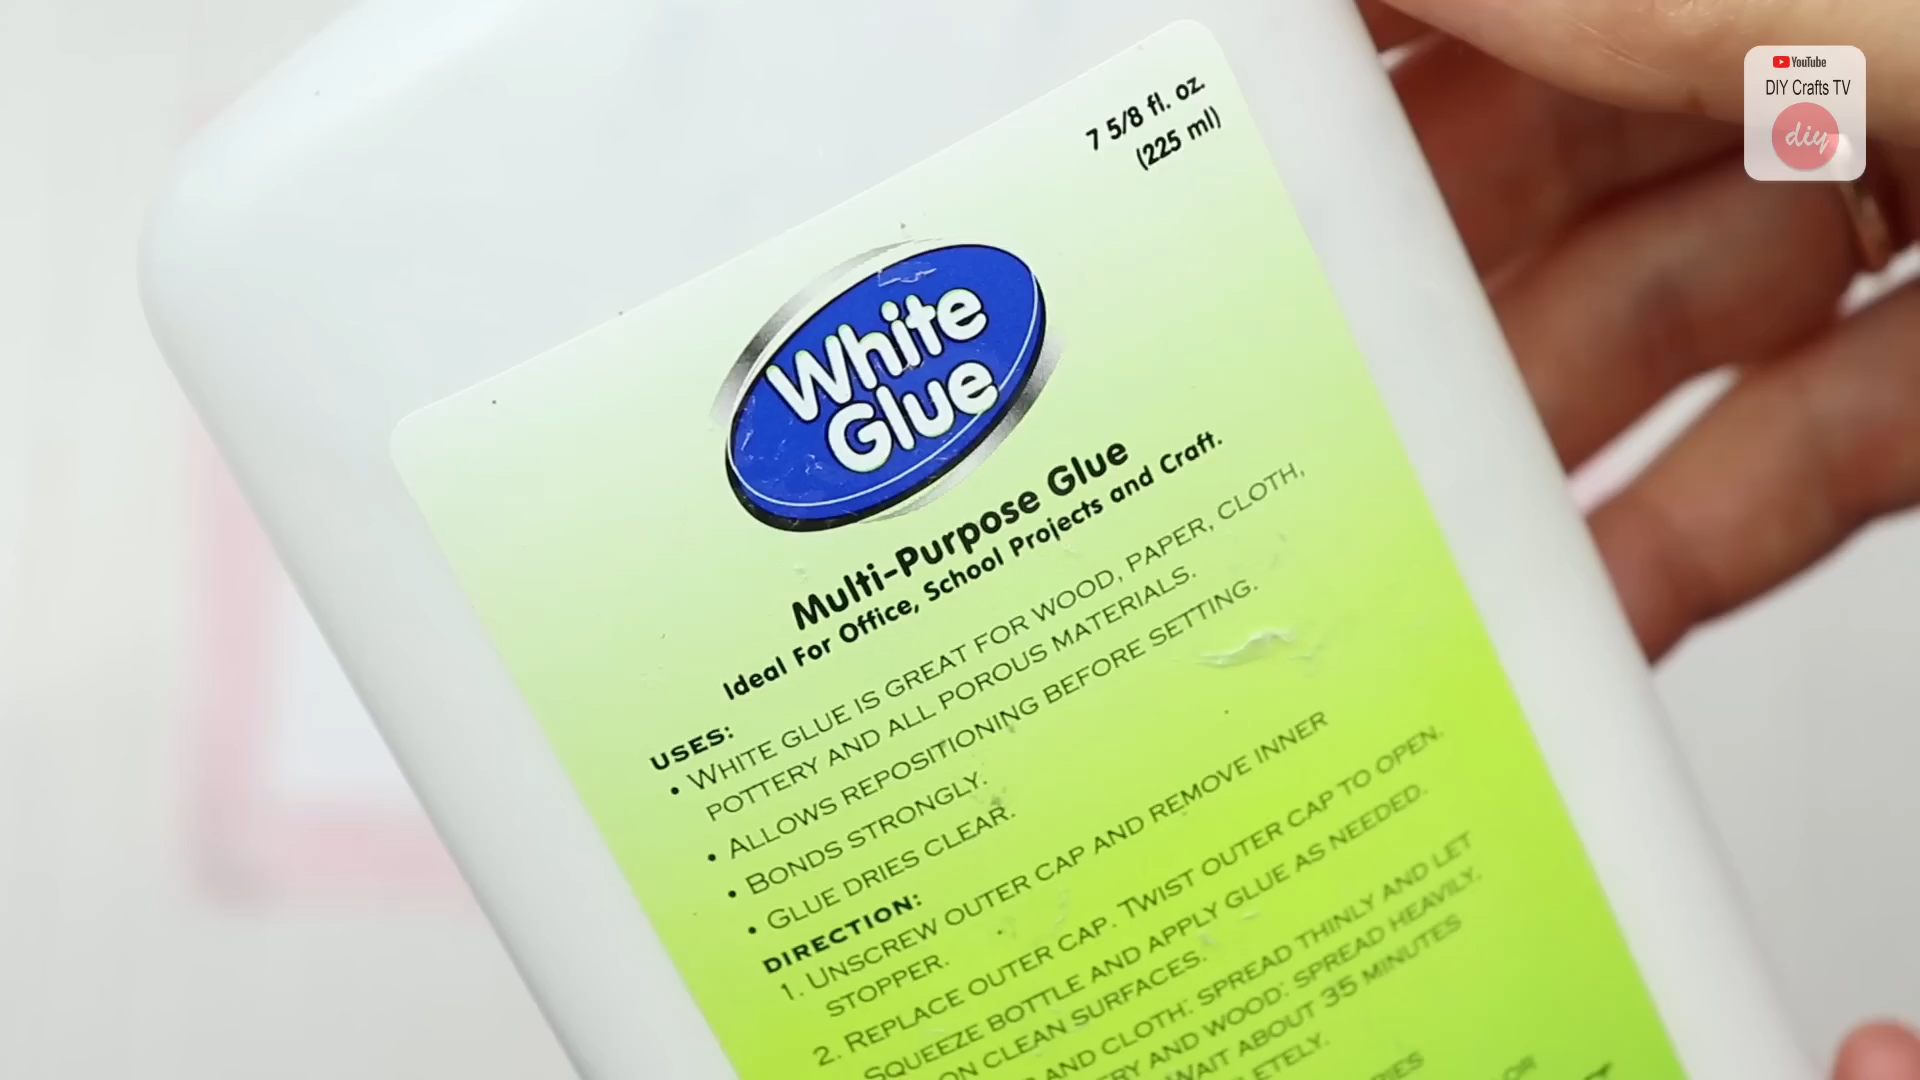 YouTube
DIY Crafts TV
diy
7 5/8 fl. oz.
(225 ml)
White
Glue
Multi-Purpose Glue
Ideal For Office, School Projects and Craft.
USES:
• WHITE GLUE IS GREAT FOR WOOD, PAPER, CLOTH,
POTTERY AND ALL POROUS MATERIALS.
• ALLOWS REPOSITIONING BEFORE SETTING.
• BONDS STRONGLY.
• GLUE DRIES CLEAR.
DIRECTION:
1. UNSCREW OUTER CAP AND REMOVE INNER
STOPPER.
2. REPLACE OUTER CAP. TWIST OUTER CAP TO OPEN.
SQUEEZE BOTTLE AND APPLY GLUE AS NEEDED.
ON CLEAN SURFACES.
AND CLOTH: SPREAD THINLY AND LET
AND WOOD: SPREAD HEAVILY.
WAIT ABOUT 35 MINUTES